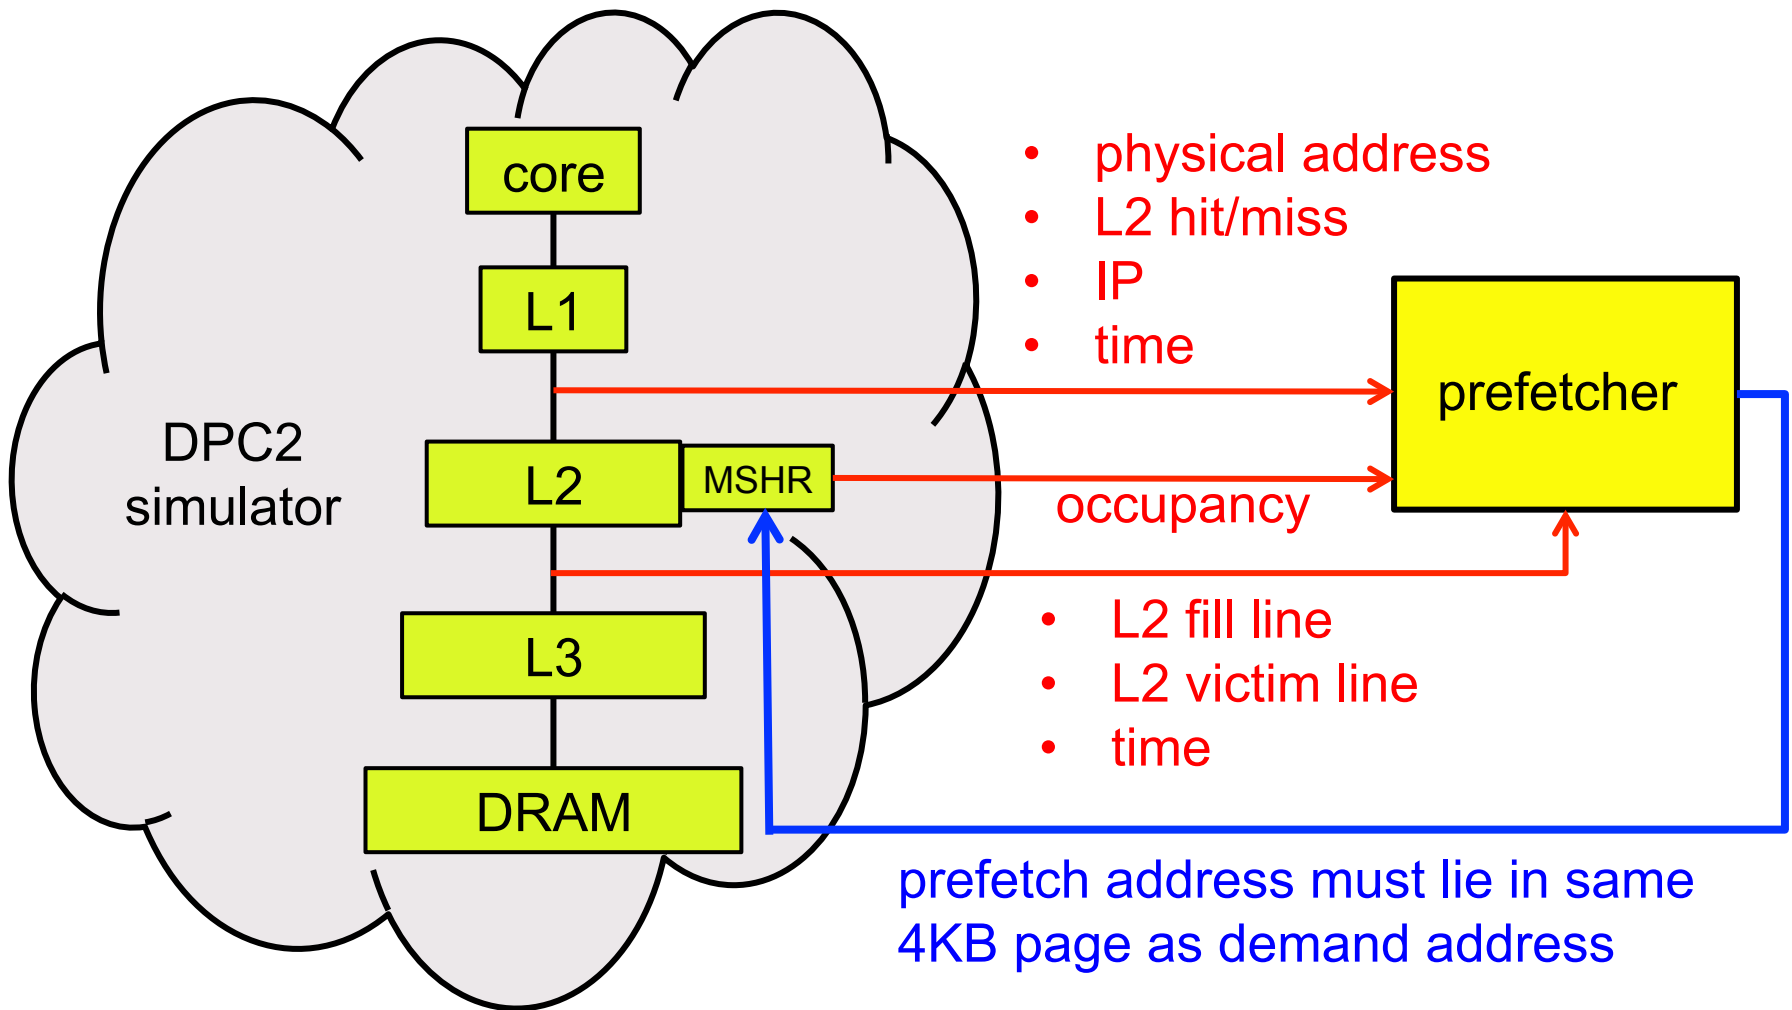 core
L1
DPC2
simulator
L2
MSHR
L3
DRAM
• physical address
• L2 hit/miss
• IP
• time
prefetcher
occupancy
• L2 fill line
• L2 victim line
• time
prefetch address must lie in same
4KB page as demand address